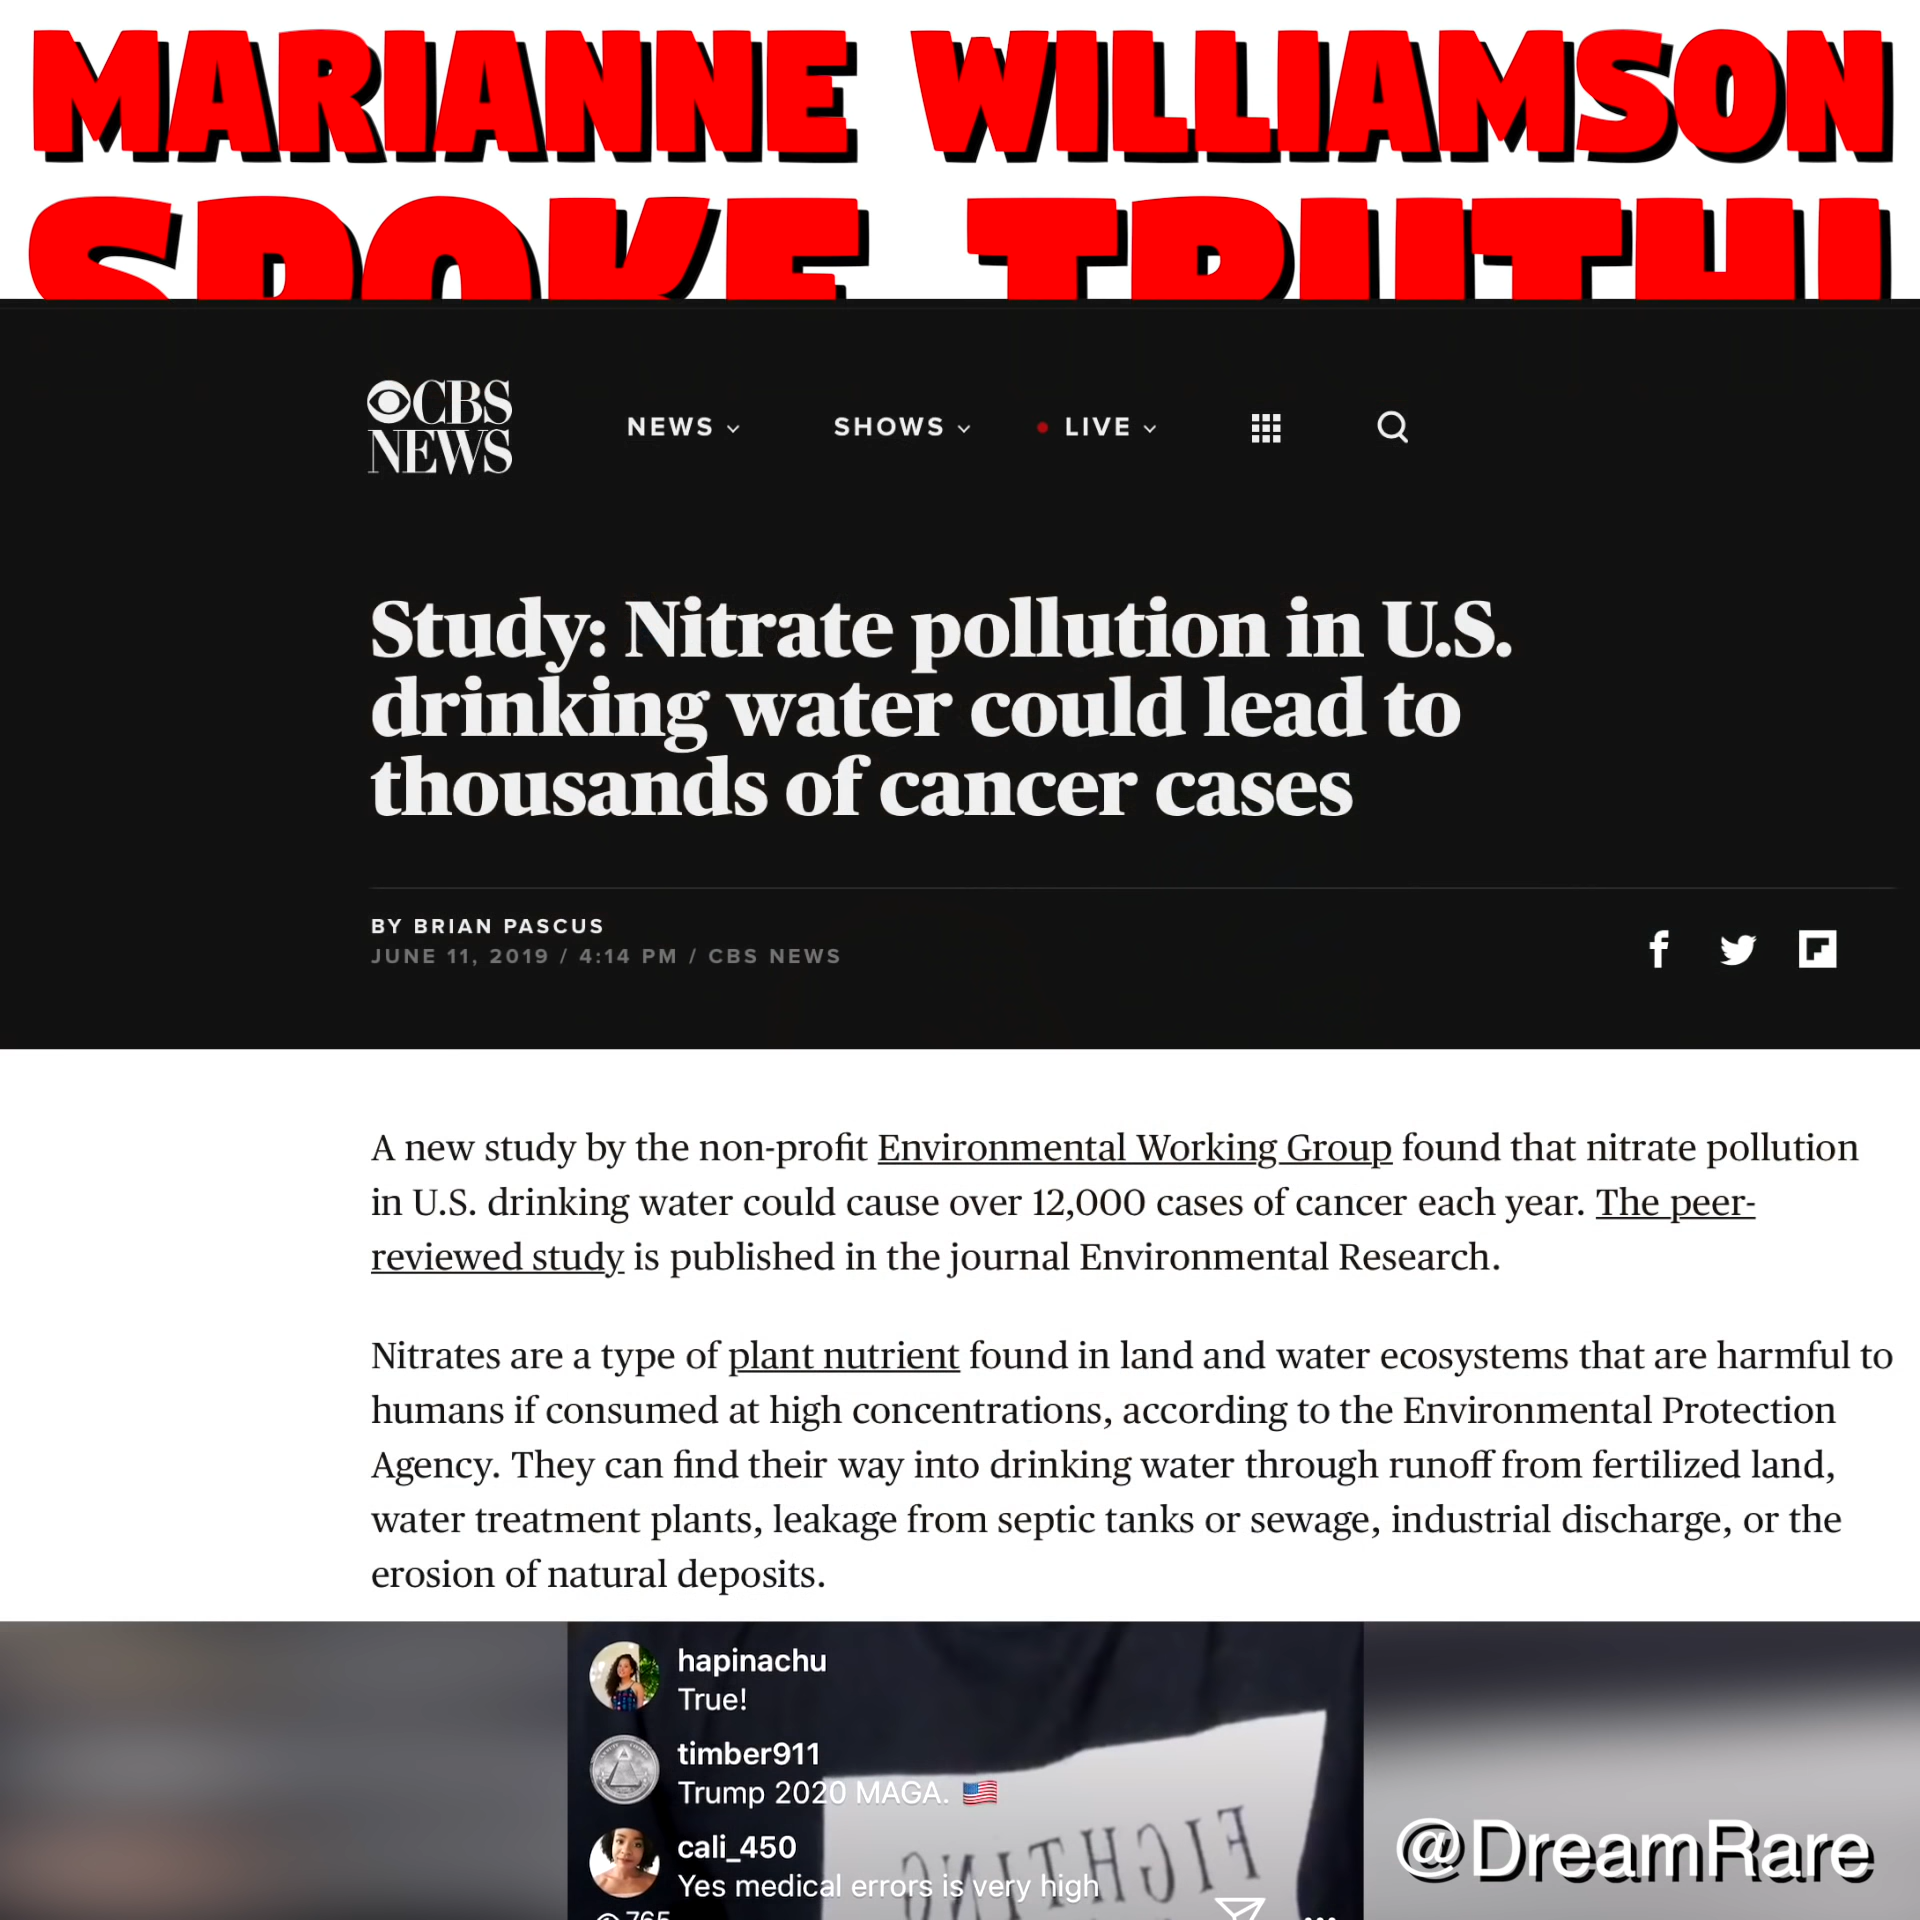 MARIANNE WILLIAMSON
SPOKE TRUTH!
CBS NEWS
NEWS
SHOWS
LIVE
Study: Nitrate pollution in U.S.
drinking water could lead to
thousands of cancer cases
BY BRIAN PASCUS
JUNE 11, 2019 / 4:14 PM / CBS NEWS
A new study by the non-profit Environmental Working Group found that nitrate pollution
in U.S. drinking water could cause over 12,000 cases of cancer each year. The peer-
reviewed study is published in the journal Environmental Research.
Nitrates are a type of plant nutrient found in land and water ecosystems that are harmful to
humans if consumed at high concentrations, according to the Environmental Protection
Agency. They can find their way into drinking water through runoff from fertilized land,
water treatment plants, leakage from septic tanks or sewage, industrial discharge, or the
erosion of natural deposits.
hapinachu
True!
timber911
Trump 2020 MAGA. 🇺🇸
cali_450
Yes medical errors is very high
765
FIGHTING
@DreamRare